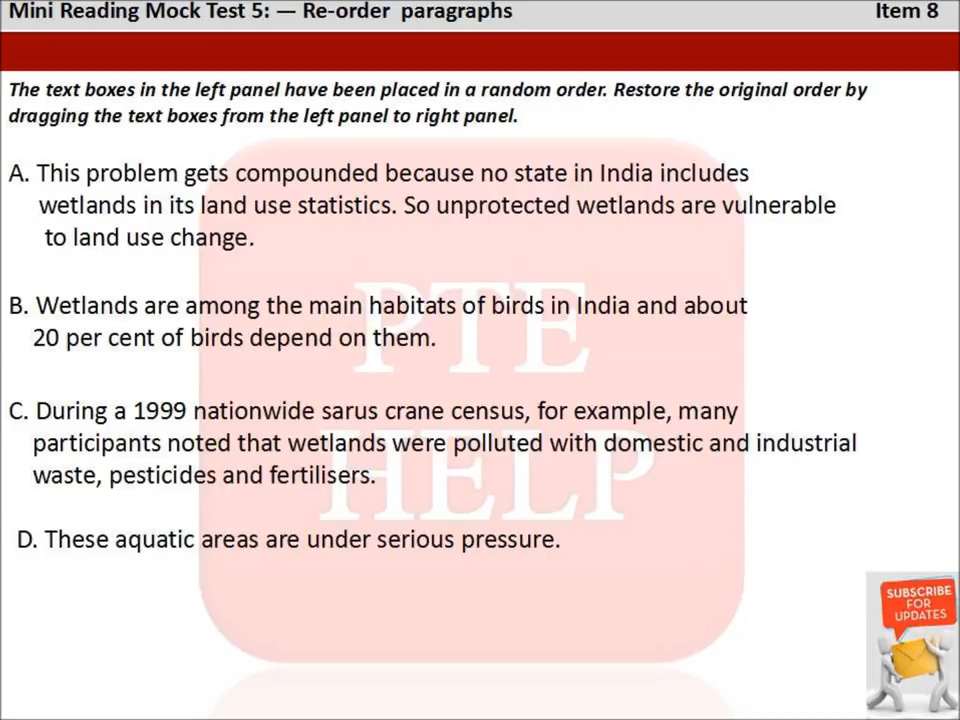 Mini Reading Mock Test 5: — Re-order paragraphs Item 8
The text boxes in the left panel have been placed in a random order. Restore the original order by
dragging the text boxes from the left panel to right panel.
A. This problem gets compounded because no state in India includes
wetlands in its land use statistics. So unprotected wetlands are vulnerable
to land use change.
B. Wetlands are among the main habitats of birds in India and about
20 per cent of birds depend on them.
C. During a 1999 nationwide sarus crane census, for example, many
participants noted that wetlands were polluted with domestic and industrial
waste, pesticides and fertilisers.
D. These aquatic areas are under serious pressure.
PTE
HELP
SUBSCRIBE
FOR
UPDATES